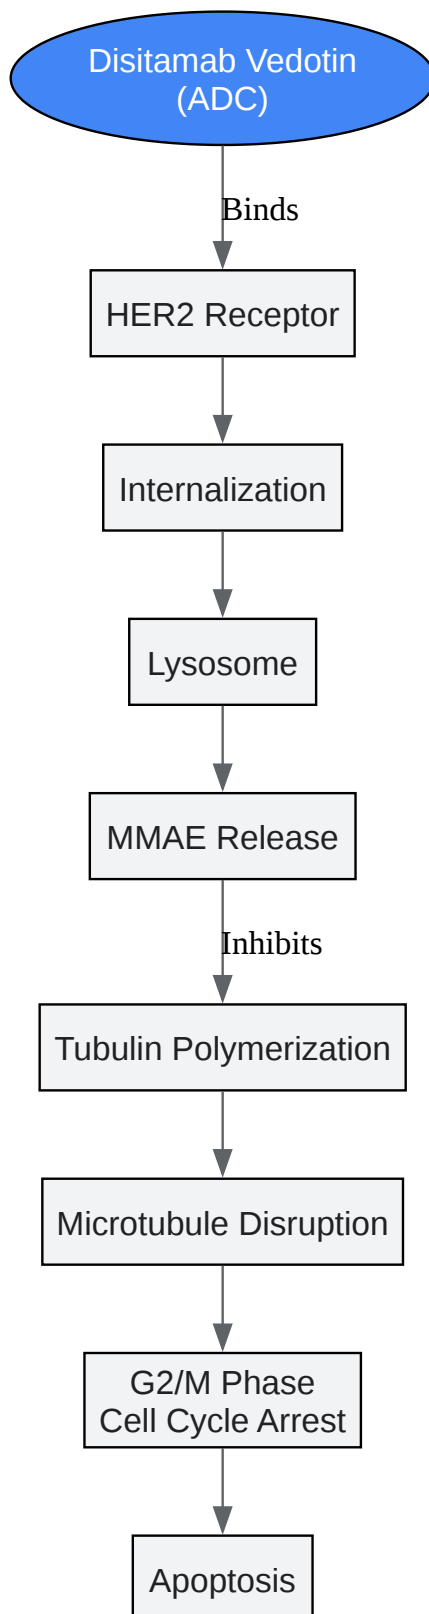 Disitamab Vedotin
(ADC)
Binds
HER2 Receptor
Internalization
Lysosome
MMAE Release
Inhibits
Tubulin Polymerization
Microtubule Disruption
G2/M Phase
Cell Cycle Arrest
Apoptosis